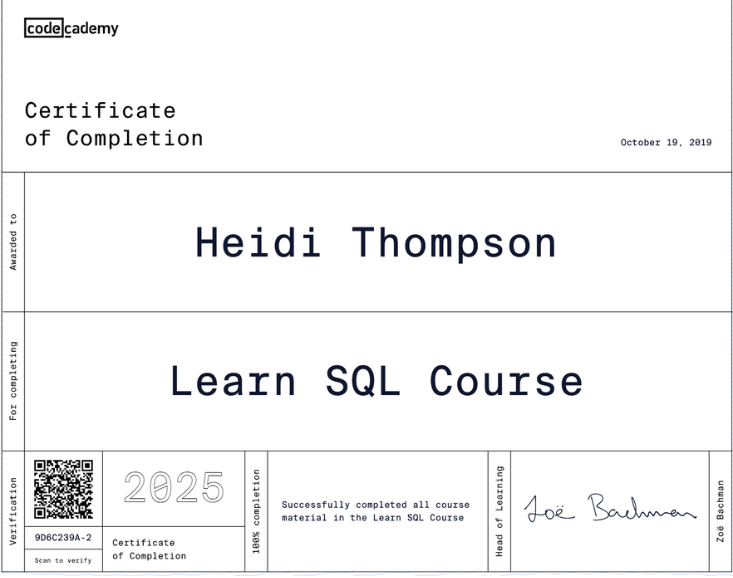 codecademy
Certificate
of Completion
October 19, 2019
Awarded to
Heidi Thompson
For completing
Learn SQL Course
Verification
9D6C239A-2
Scan to verify
2025
Certificate
of Completion
100% completion
Successfully completed all course
material in the Learn SQL Course
Head of Learning
Zoë Bachman
Zoë Bachman